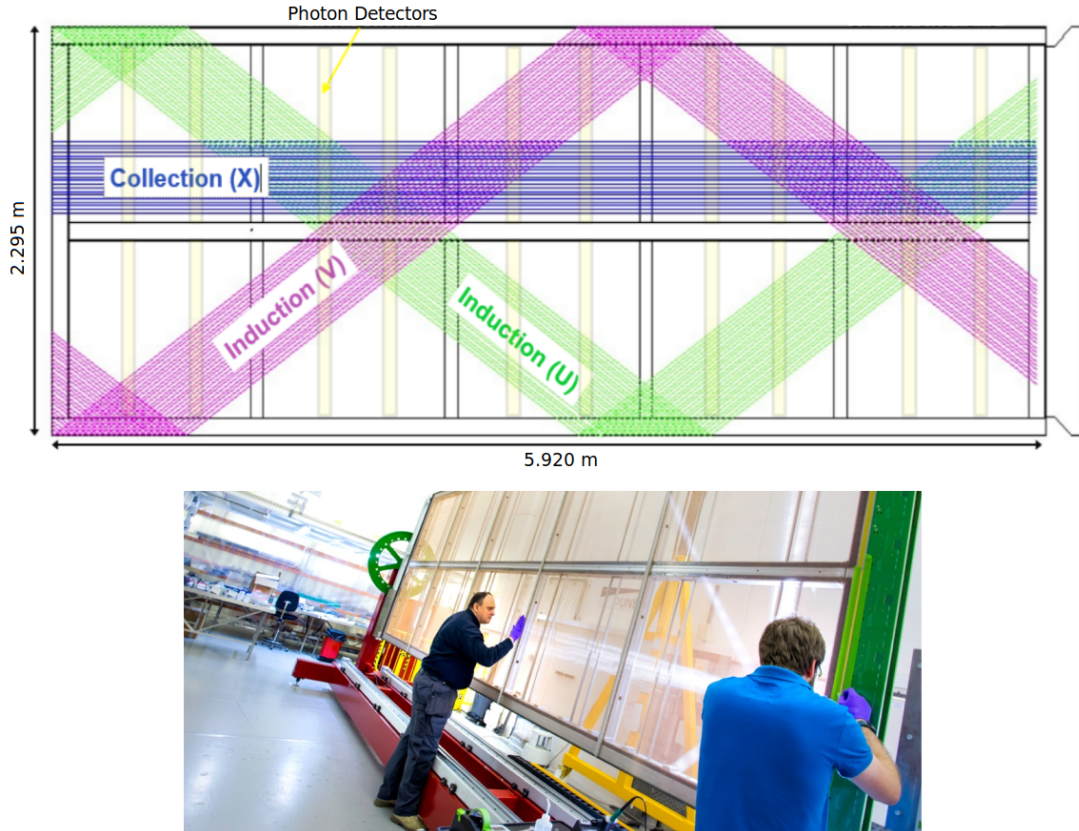 Photon Detectors
2.295 m
Collection (X)
Induction (V)
Induction (U)
5.920 m